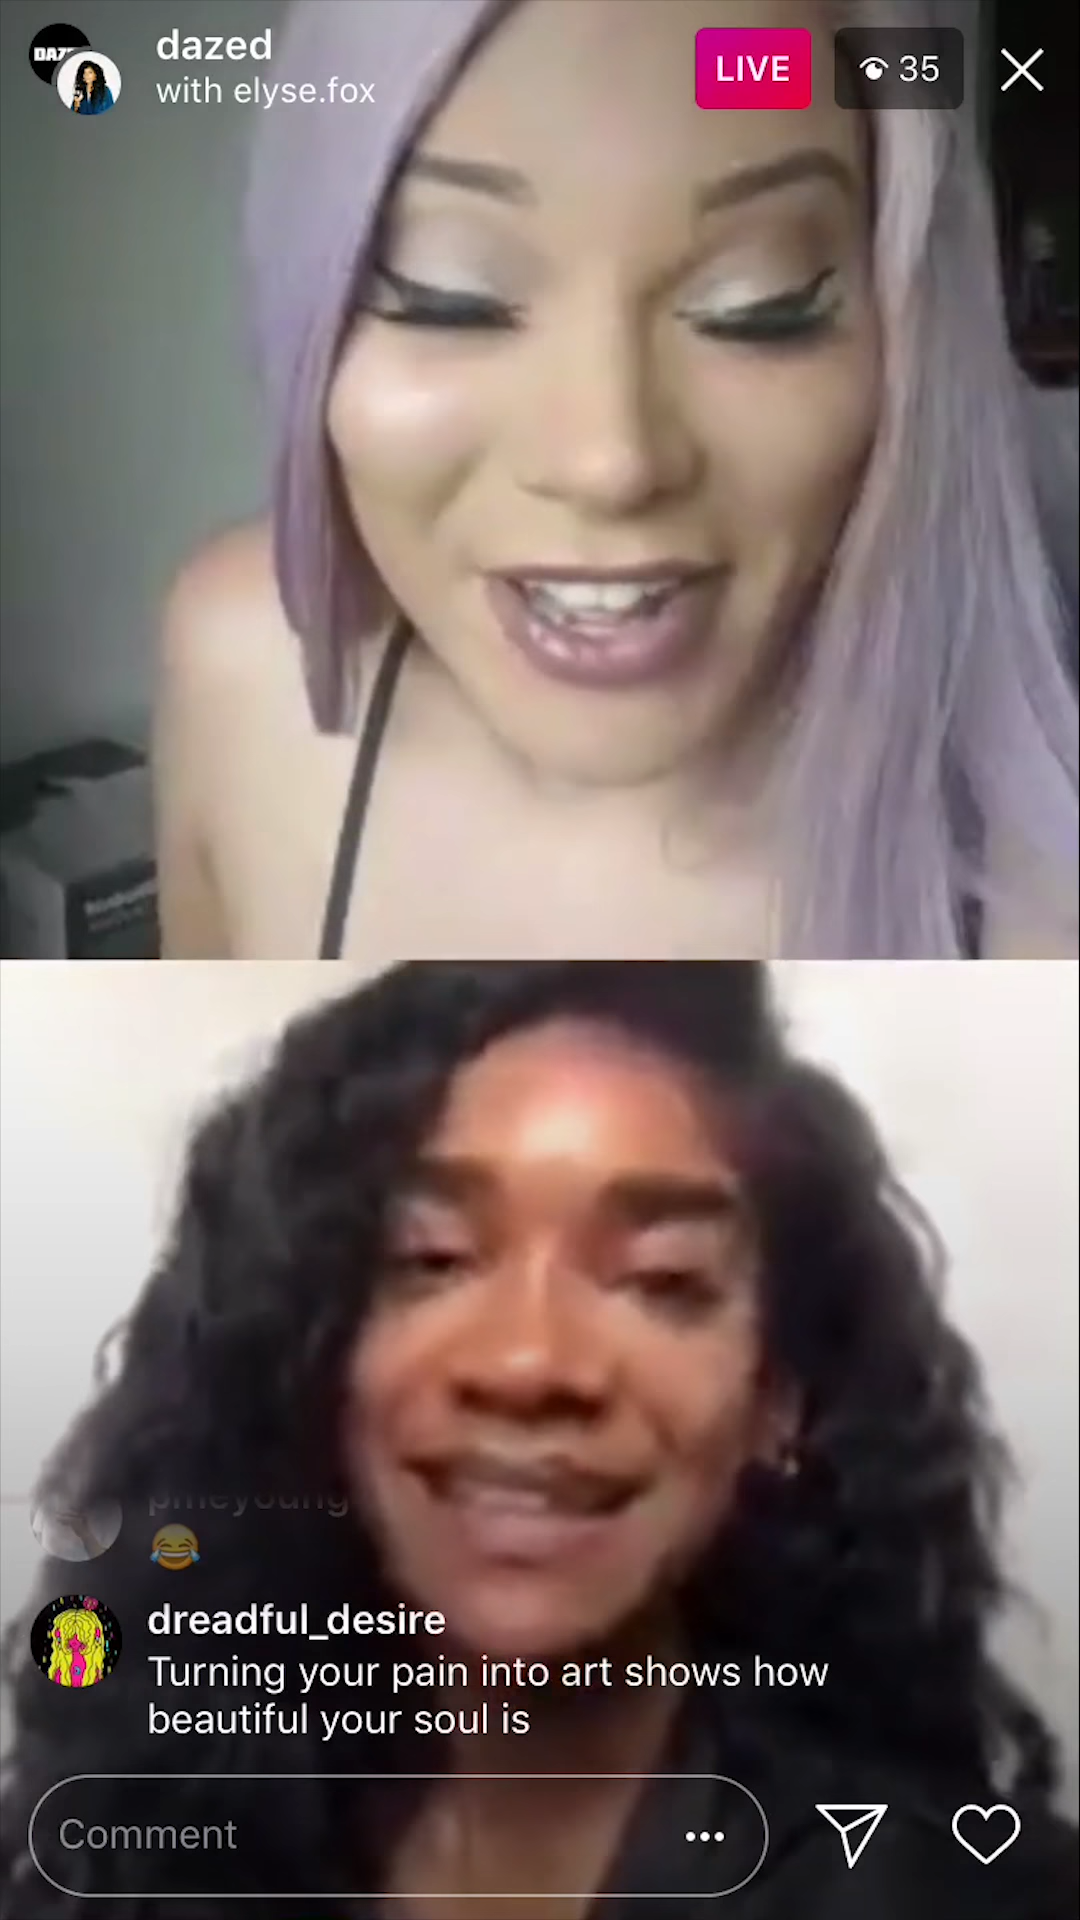 dazed
with elyse.fox
LIVE
35
pmeyoung
😂
dreadful_desire
Turning your pain into art shows how
beautiful your soul is
Comment